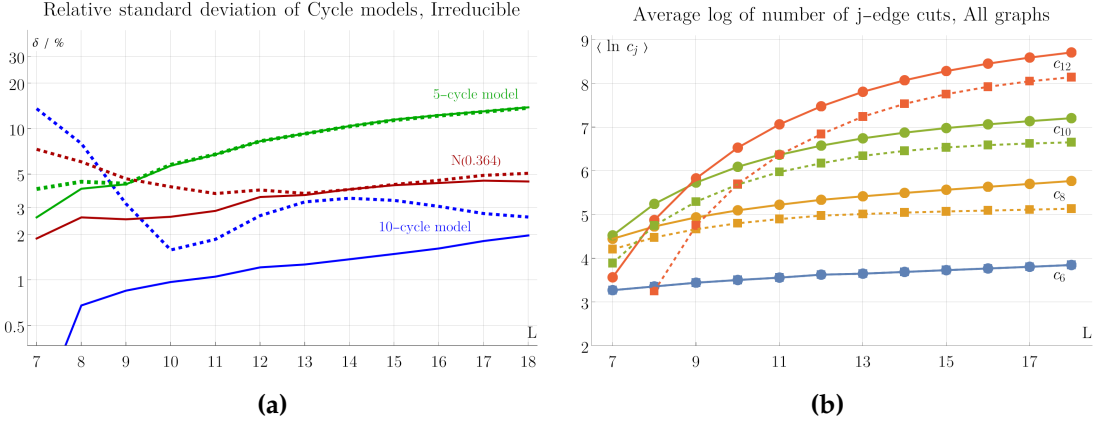 Relative standard deviation of Cycle models, Irreducible
δ / %
30
20
10
5
3
2
1
0.5
5-cycle model
N(0.364)
10-cycle model
L
7 8 9 10 11 12 13 14 15 16 17 18
(a)
Average log of number of j-edge cuts, All graphs
⟨ ln c_j ⟩
9
8
7
6
5
4
3
2
c_12
c_10
c_8
c_6
L
7 9 11 13 15 17
(b)